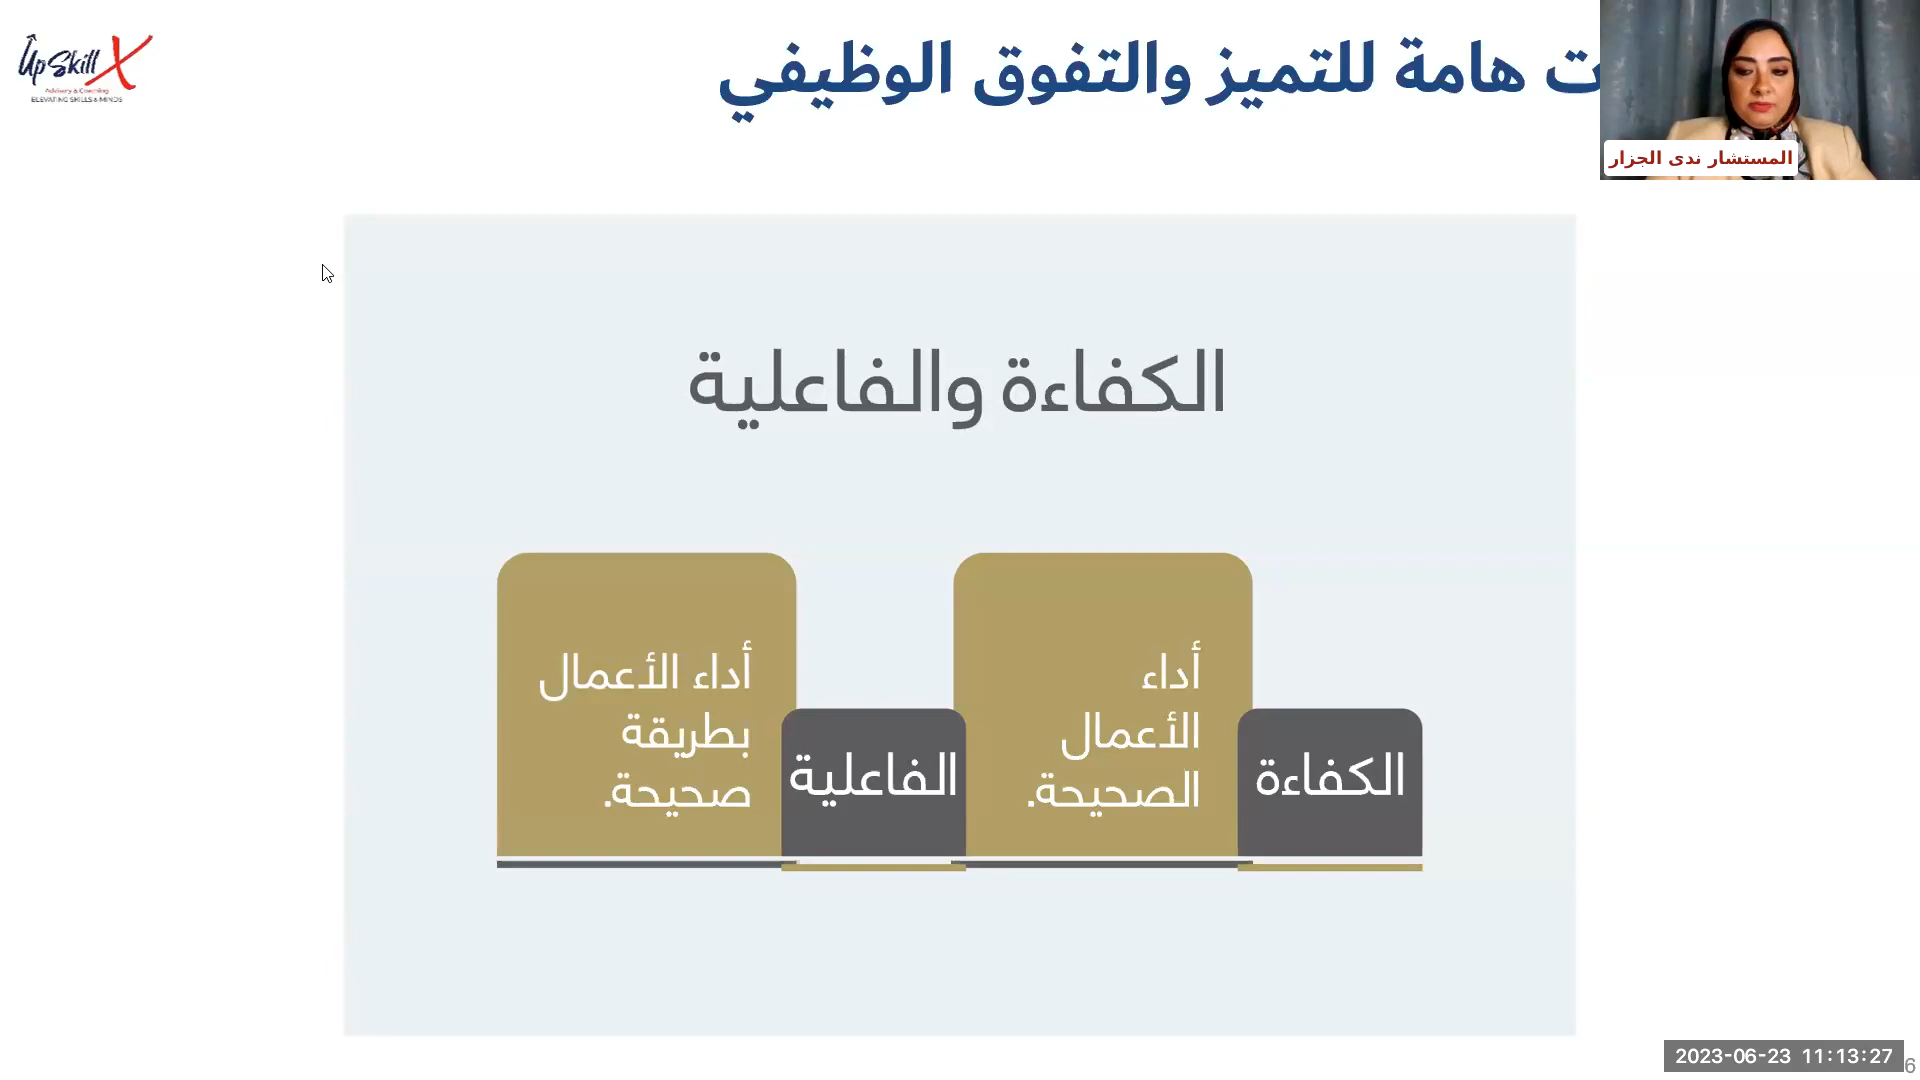 UpSkill X
Advisory & Coaching
ELEVATING SKILLS & MINDS
ت هامة للتميز والتفوق الوظيفي
المستشار ندى الجزار
الكفاءة والفاعلية
الكفاءة
أداء
الأعمال
الصحيحة.
الفاعلية
أداء الأعمال
بطريقة
صحيحة.
2023-06-23 11:13:27
6